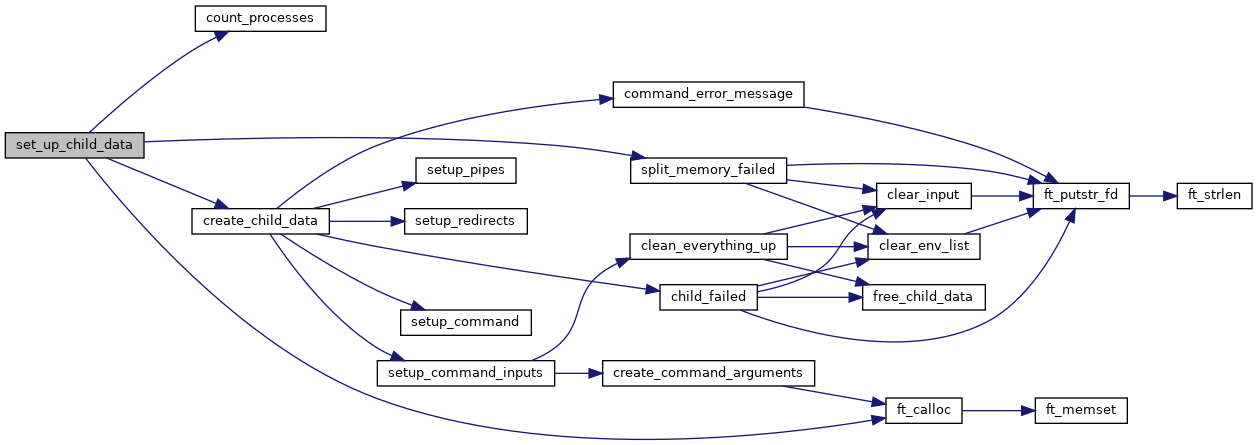 count_processes
command_error_message
set_up_child_data
split_memory_failed
setup_pipes
clear_input
ft_putstr_fd
ft_strlen
create_child_data
setup_redirects
clean_everything_up
clear_env_list
child_failed
free_child_data
setup_command
setup_command_inputs
create_command_arguments
ft_calloc
ft_memset